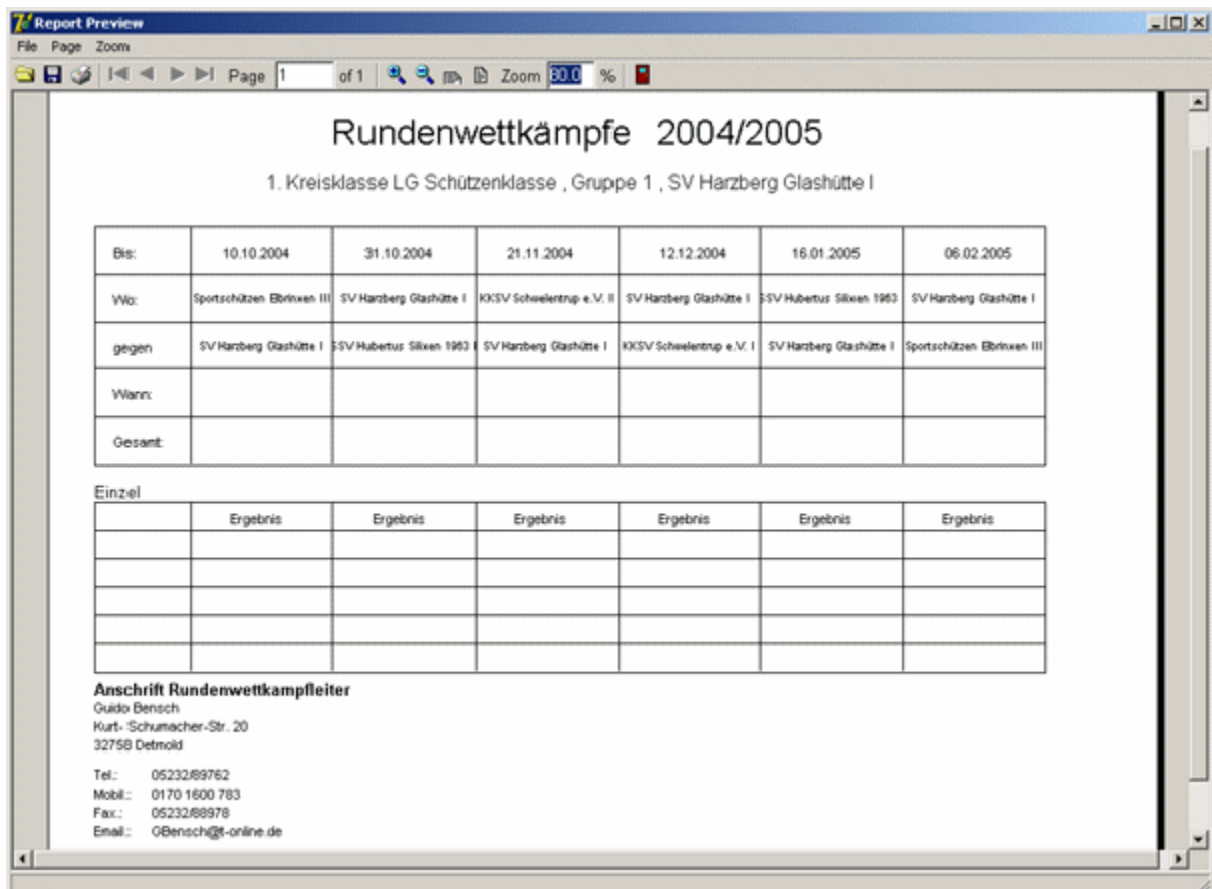 Report Preview
File Page Zoom
Page 1 of 1 Zoom 80.0 %
Rundenwettkämpfe 2004/2005
1. Kreisklasse LG Schützenklasse , Gruppe 1 , SV Harzberg Glashütte I
Bis: 10.10.2004 31.10.2004 21.11.2004 12.12.2004 16.01.2005 06.02.2005
Wo: Sportschützen Elbrinxen III SV Harzberg Glashütte I KKSV Schwelentrup e.V. II SV Harzberg Glashütte I SSV Hubertus Silixen 1963 SV Harzberg Glashütte I
gegen SV Harzberg Glashütte I SSV Hubertus Silixen 1963 I SV Harzberg Glashütte I KKSV Schwelentrup e.V. I SV Harzberg Glashütte I Sportschützen Elbrinxen III
Wann:
Gesamt:
Einzel
Ergebnis Ergebnis Ergebnis Ergebnis Ergebnis Ergebnis
Anschrift Rundenwettkampfleiter
Guido Bensch
Kurt-Schumacher-Str. 20
32758 Detmold
Tel.: 05232/89762
Mobil.: 0170 1600 783
Fax.: 05232/88978
Email.: GBensch@t-online.de